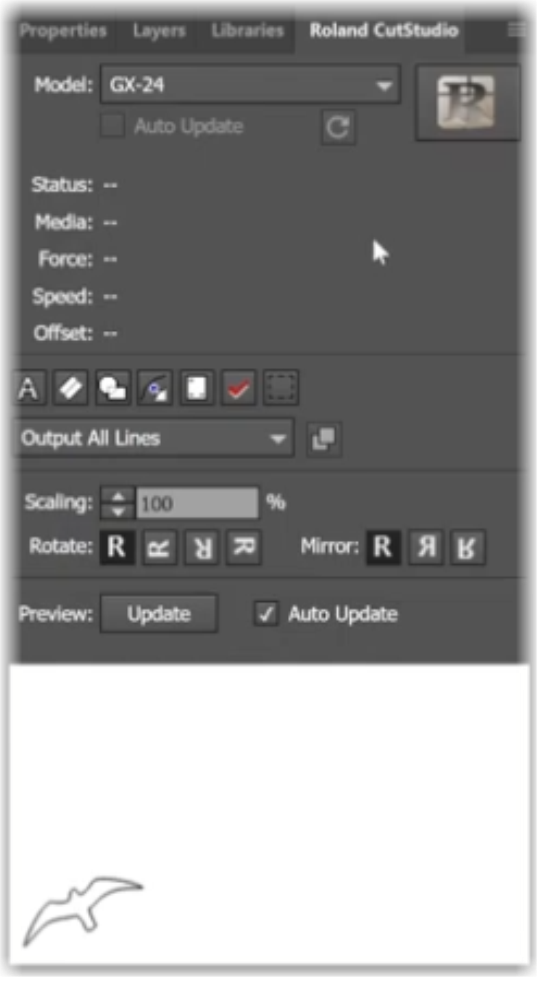 Properties Layers Libraries Roland CutStudio
Model: GX-24
Auto Update
Status: --
Media: --
Force: --
Speed: --
Offset: --
Output All Lines
Scaling: 100 %
Rotate: R R R R Mirror: R R R
Preview: Update Auto Update